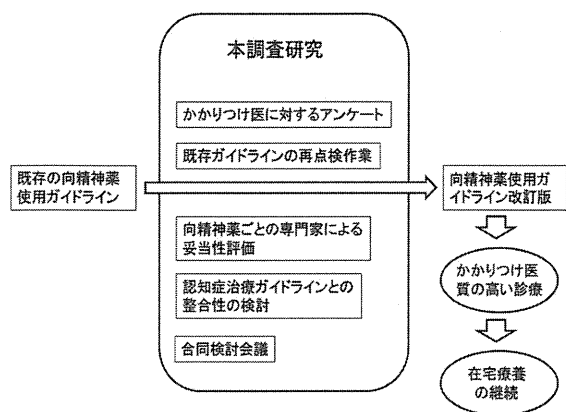 本調査研究
かかりつけ医に対するアンケート
既存ガイドラインの再点検作業
既存の向精神薬
使用ガイドライン
向精神薬使用ガ
イドライン改訂版
向精神薬ごとの専門家による
妥当性評価
認知症治療ガイドラインとの
整合性の検討
合同検討会議
かかりつけ医
質の高い診療
在宅療養
の継続